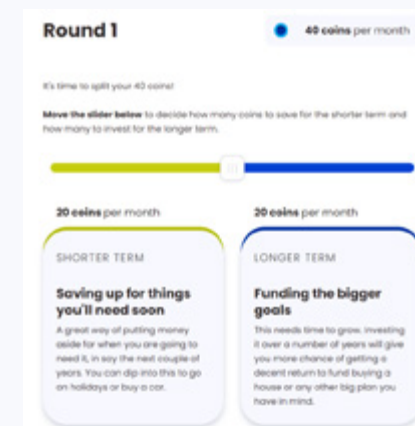 Round 1
40 coins per month
It's time to split your 40 coins!
Move the slider below to decide how many coins to save for the shorter term and
how many to invest for the longer term.
20 coins per month
20 coins per month
SHORTER TERM
Saving up for things
you'll need soon
A great way of putting money
aside for when you are going to
need it, in say the next couple of
years. You can dip into this to go
on holidays or buy a car.
LONGER TERM
Funding the bigger
goals
This needs time to grow. Investing
it over a number of years will give
you more chance of getting a
decent return to fund buying a
house or any other big plan you
have in mind.